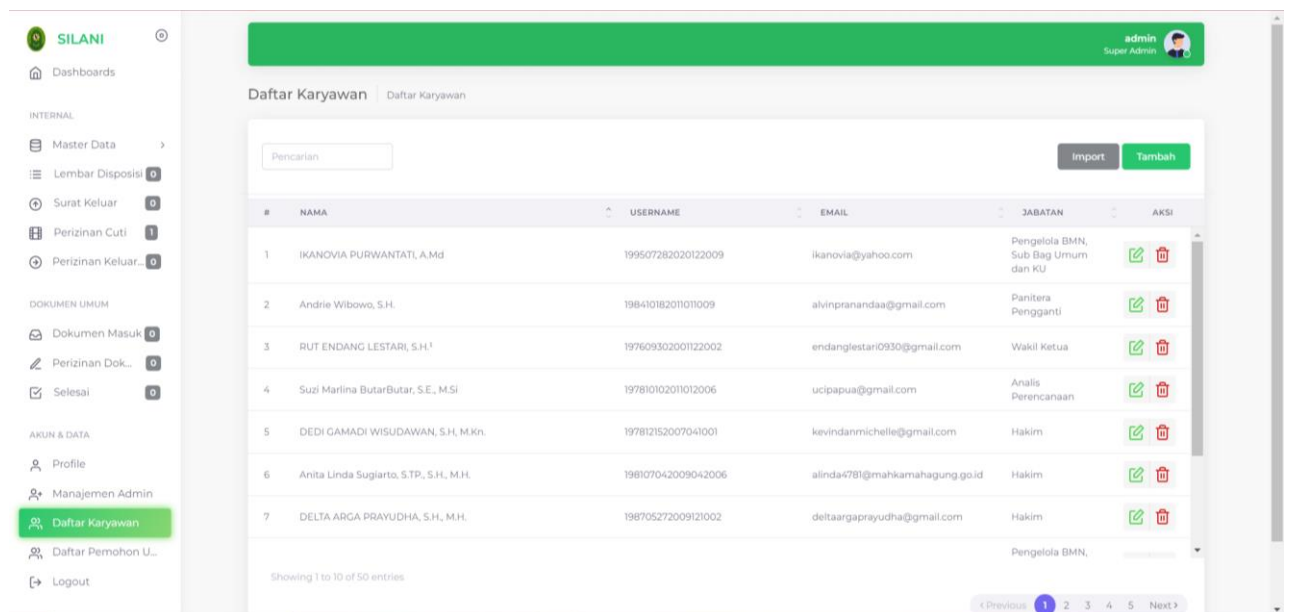 SILANI
Dashboards
INTERNAL
Master Data
Lembar Disposisi 0
Surat Keluar 0
Perizinan Cuti 1
Perizinan Keluar... 0
DOKUMEN UMUM
Dokumen Masuk 0
Perizinan Dok... 0
Selesai 0
AKUN & DATA
Profile
Manajemen Admin
Daftar Karyawan
Daftar Pemohon U...
Logout
admin
Super Admin
Daftar Karyawan Daftar Karyawan
Pencarian Import Tambah
# NAMA USERNAME EMAIL JABATAN AKSI
1 IKANOVIA PURWANTATI, A.Md 199507282020122009 ikanovia@yahoo.com Pengelola BMN,
Sub Bag Umum
dan KU
2 Andrie Wibowo, S.H. 198410182011011009 alvinpranandaa@gmail.com Panitera
Pengganti
3 RUT ENDANG LESTARI, S.H.¹ 197609302001122002 endanglestari0930@gmail.com Wakil Ketua
4 Suzi Marlina ButarButar, S.E., M.Si 197810102011012006 ucipapua@gmail.com Analis
Perencanaan
5 DEDI GAMADI WISUDAWAN, S.H, M.Kn. 197812152007041001 kevindanmichelle@gmail.com Hakim
6 Anita Linda Sugiarto, S.TP., S.H., M.H. 198107042009042006 alinda4781@mahkamahagung.go.id Hakim
7 DELTA ARGA PRAYUDHA, S.H., M.H. 198705272009121002 deltaargaprayudha@gmail.com Hakim
Pengelola BMN,
Showing 1 to 10 of 50 entries
‹ Previous 1 2 3 4 5 Next ›